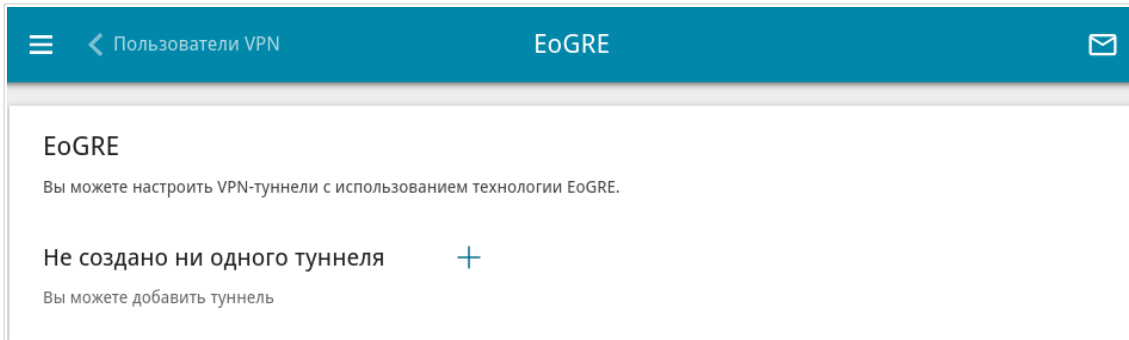 Пользователи VPN
EoGRE
EoGRE
Вы можете настроить VPN-туннели с использованием технологии EoGRE.
Не создано ни одного туннеля
Вы можете добавить туннель